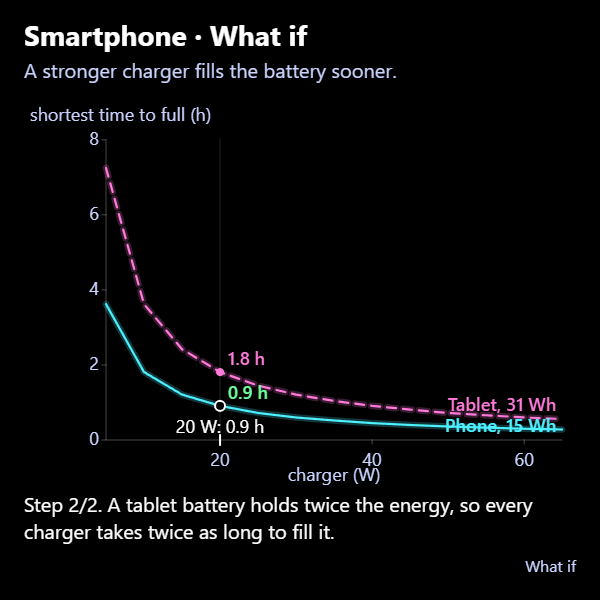 Smartphone · What if
A stronger charger fills the battery sooner.
shortest time to full (h)
8
6
4
2
0
1.8 h
0.9 h
20 W: 0.9 h
Tablet, 31 Wh
Phone, 15 Wh
20
40
60
charger (W)
Step 2/2. A tablet battery holds twice the energy, so every
charger takes twice as long to fill it.
What if